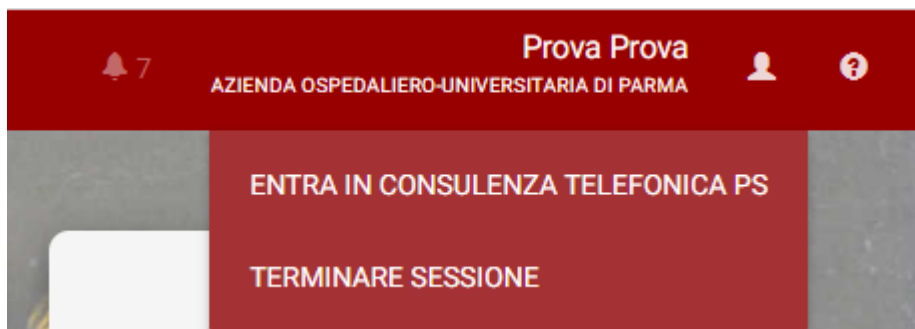 7
Prova Prova
AZIENDA OSPEDALIERO-UNIVERSITARIA DI PARMA
?
ENTRA IN CONSULENZA TELEFONICA PS
TERMINARE SESSIONE